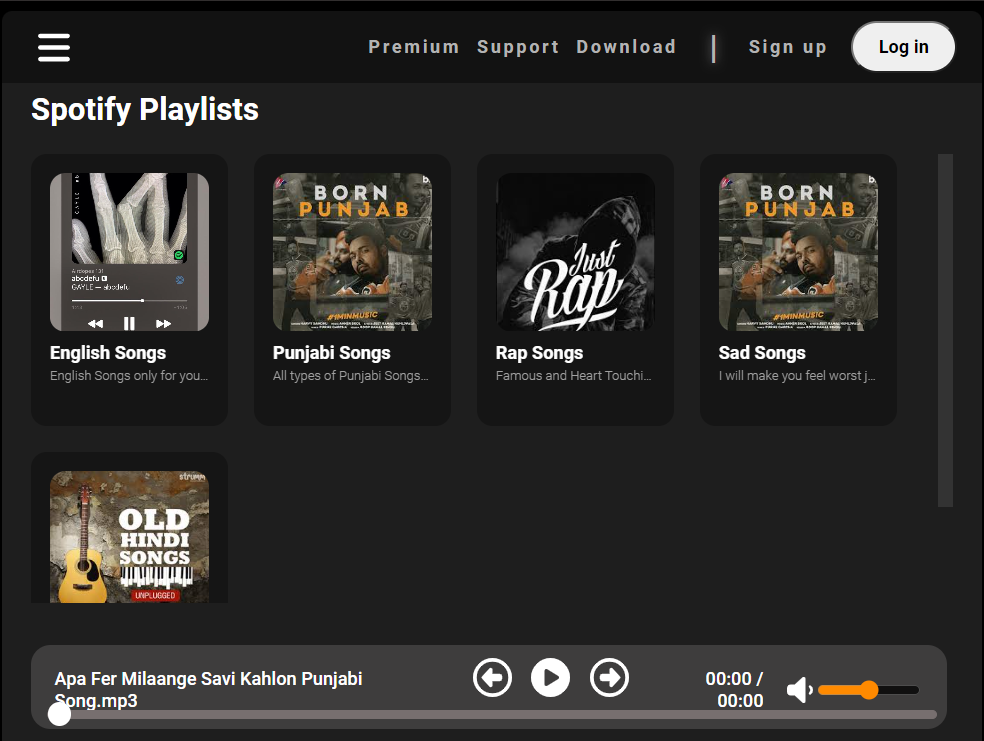 Premium Support Download | Sign up Log in
Spotify Playlists
GAYLE
Airdopes 131
abcdefu
GAYLE — abcdefu
BORN
PUNJAB
#1MINMUSIC
Just
Rap
BORN
PUNJAB
#1MINMUSIC
English Songs
English Songs only for you...
Punjabi Songs
All types of Punjabi Songs...
Rap Songs
Famous and Heart Touchi...
Sad Songs
I will make you feel worst j...
strumm
OLD
HINDI
SONGS
UNPLUGGED
Apa Fer Milaange Savi Kahlon Punjabi
Song.mp3
00:00 /
00:00